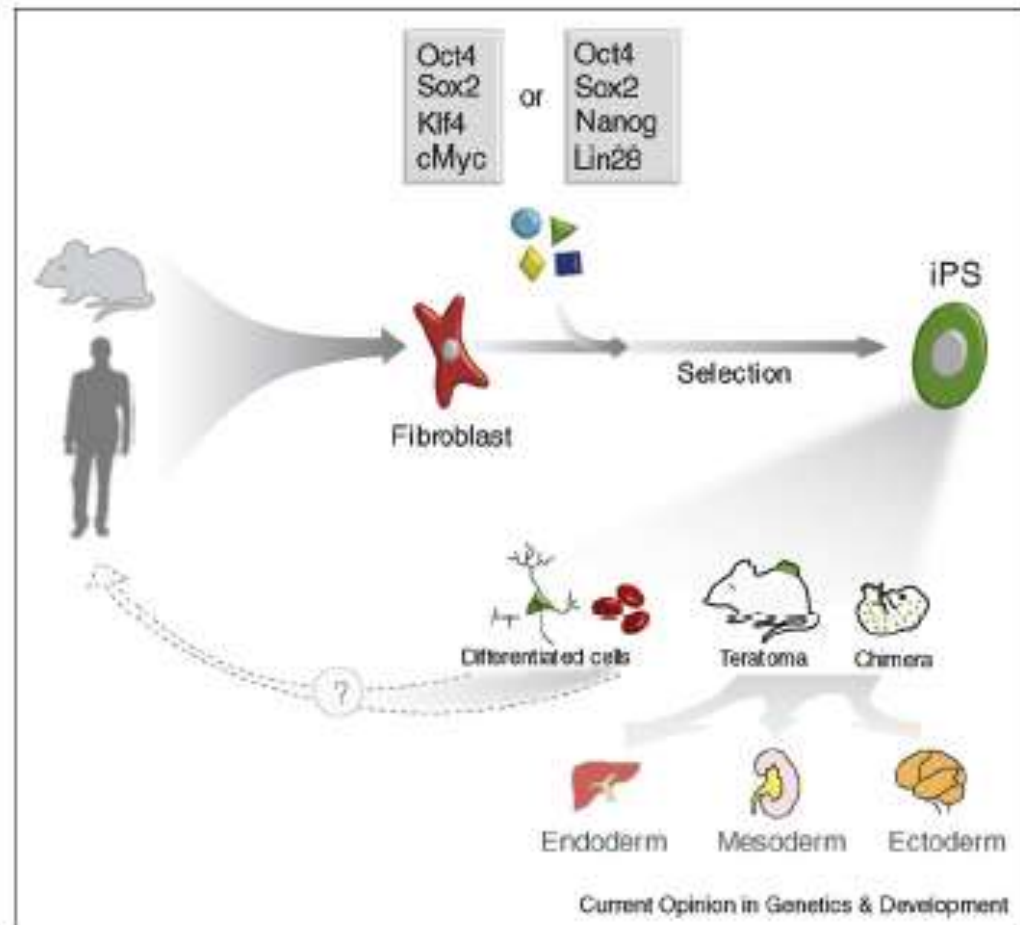 Oct4
Sox2
Klf4
cMyc
or
Oct4
Sox2
Nanog
Lin28
iPS
Selection
Fibroblast
Differentiated cells
Teratoma
Chimera
?
Endoderm
Mesoderm
Ectoderm
Current Opinion in Genetics & Development